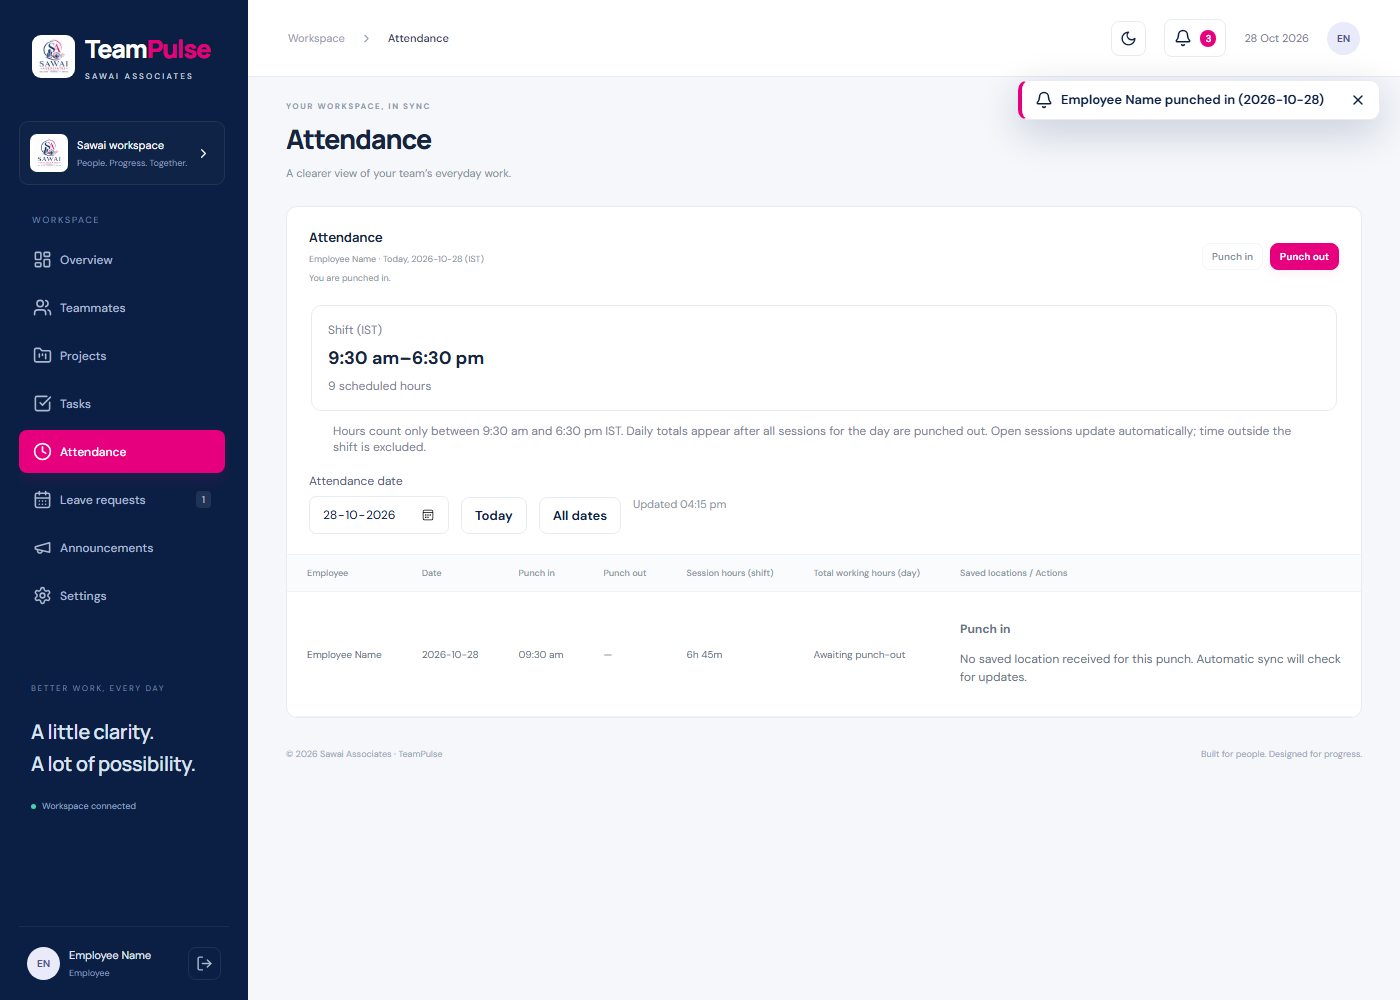 TeamPulse
SAWAI ASSOCIATES
SAWAI
Sawai workspace
People. Progress. Together.
WORKSPACE
Overview
Teammates
Projects
Tasks
Attendance
Leave requests 1
Announcements
Settings
BETTER WORK, EVERY DAY
A little clarity.
A lot of possibility.
Workspace connected
EN
Employee Name
Employee
Workspace > Attendance
3
28 Oct 2026
EN
Employee Name punched in (2026-10-28)
YOUR WORKSPACE, IN SYNC
Attendance
A clearer view of your team's everyday work.
Attendance
Employee Name · Today, 2026-10-28 (IST)
You are punched in.
Punch in
Punch out
Shift (IST)
9:30 am–6:30 pm
9 scheduled hours
Hours count only between 9:30 am and 6:30 pm IST. Daily totals appear after all sessions for the day are punched out. Open sessions update automatically; time outside the
shift is excluded.
Attendance date
28-10-2026
Today
All dates
Updated 04:15 pm
Employee Date Punch in Punch out Session hours (shift) Total working hours (day) Saved locations / Actions
Employee Name 2026-10-28 09:30 am — 6h 45m Awaiting punch-out
Punch in
No saved location received for this punch. Automatic sync will check
for updates.
© 2026 Sawai Associates · TeamPulse
Built for people. Designed for progress.